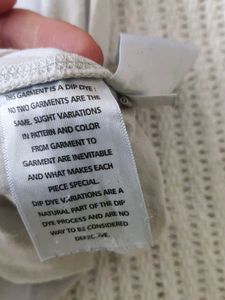 THIS GARMENT IS A DIP DYE :
NO TWO GARMENTS ARE THE
SAME. SLIGHT VARIATIONS
IN PATTERN AND COLOR
FROM GARMENT TO
GARMENT ARE INEVITABLE
AND WHAT MAKES EACH
PIECE SPECIAL.
DIP DYE VARIATIONS ARE A
NATURAL PART OF THE DIP
DYE PROCESS AND ARE NO
WAY TO BE CONSIDERED
DEFECTIVE.